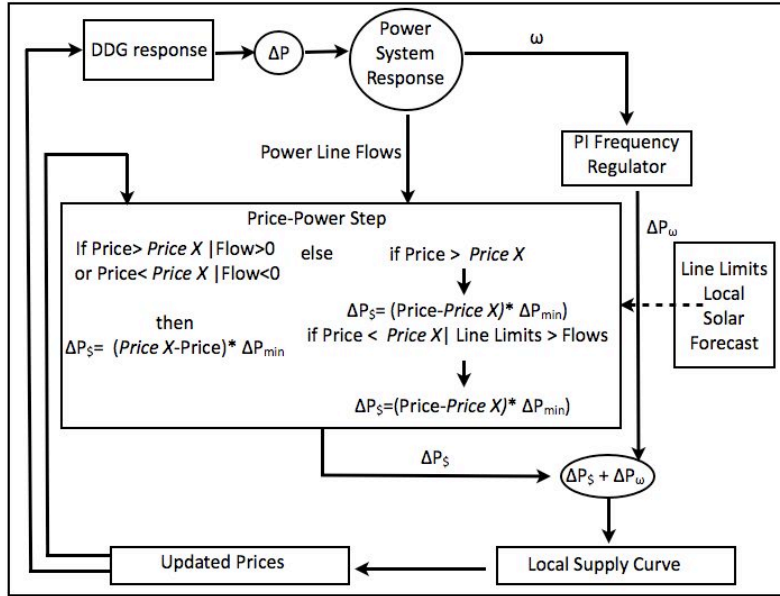 DDG response
ΔP
Power
System
Response
ω
PI Frequency
Regulator
Power Line Flows
ΔPω
Price-Power Step
If Price> Price X |Flow>0
or Price< Price X |Flow<0
else
if Price > Price X
then
ΔP$= (Price X-Price)* ΔPmin
ΔP$= (Price-Price X)* ΔPmin)
if Price < Price X| Line Limits > Flows
ΔP$=(Price-Price X)* ΔPmin)
Line Limits
Local
Solar
Forecast
ΔP$
ΔP$ + ΔPω
Updated Prices
Local Supply Curve